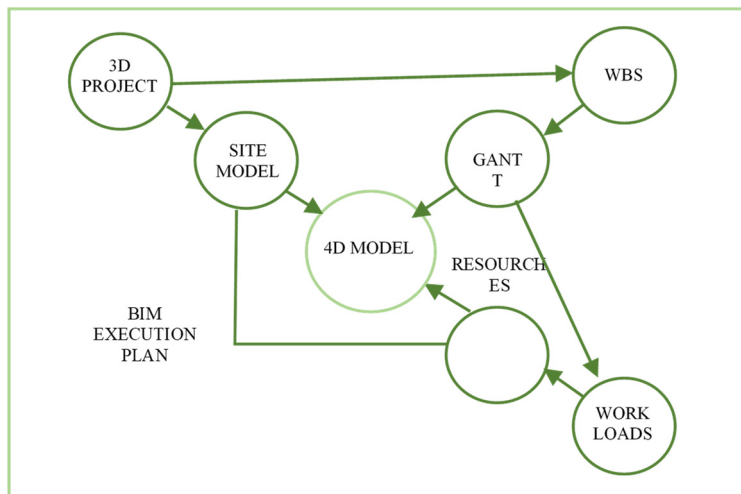 3D
PROJECT
WBS
SITE
MODEL
GANT
T
4D MODEL
RESOURCH
ES
BIM
EXECUTION
PLAN
WORK
LOADS